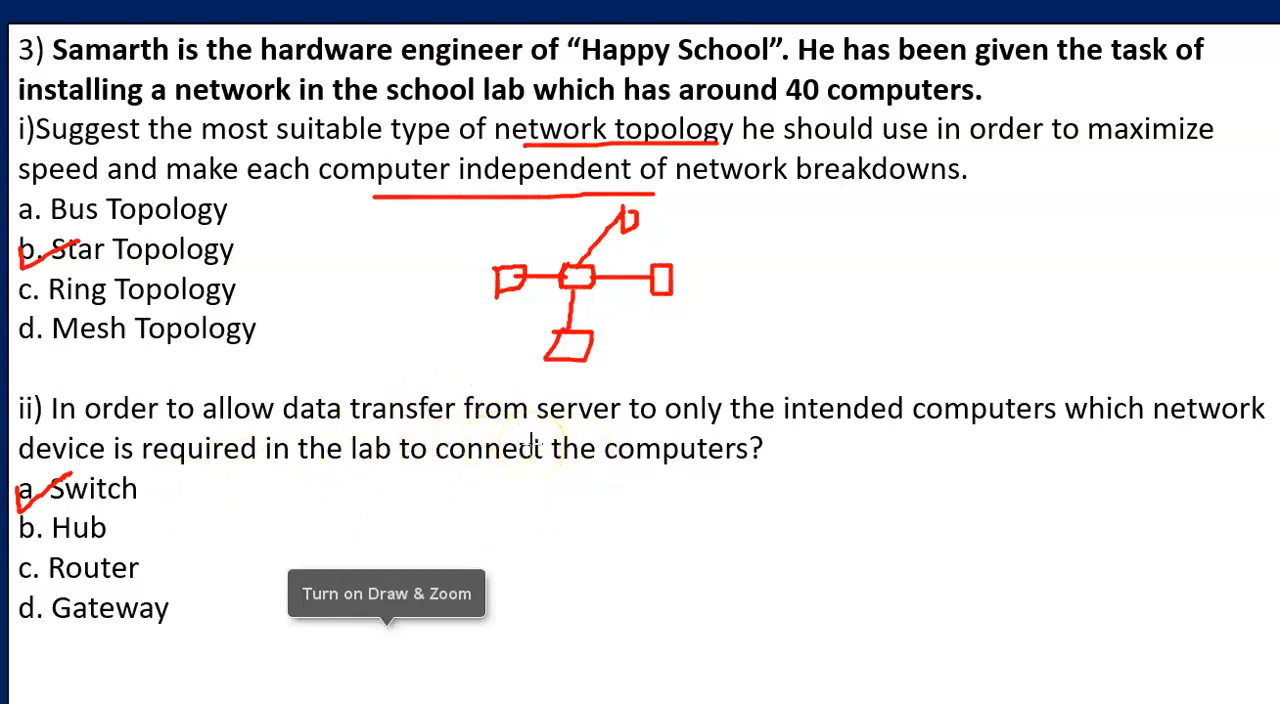 3) Samarth is the hardware engineer of “Happy School”. He has been given the task of
installing a network in the school lab which has around 40 computers.
i)Suggest the most suitable type of network topology he should use in order to maximize
speed and make each computer independent of network breakdowns.
a. Bus Topology
b. Star Topology
c. Ring Topology
d. Mesh Topology
ii) In order to allow data transfer from server to only the intended computers which network
device is required in the lab to connect the computers?
a. Switch
b. Hub
c. Router
d. Gateway
Turn on Draw & Zoom